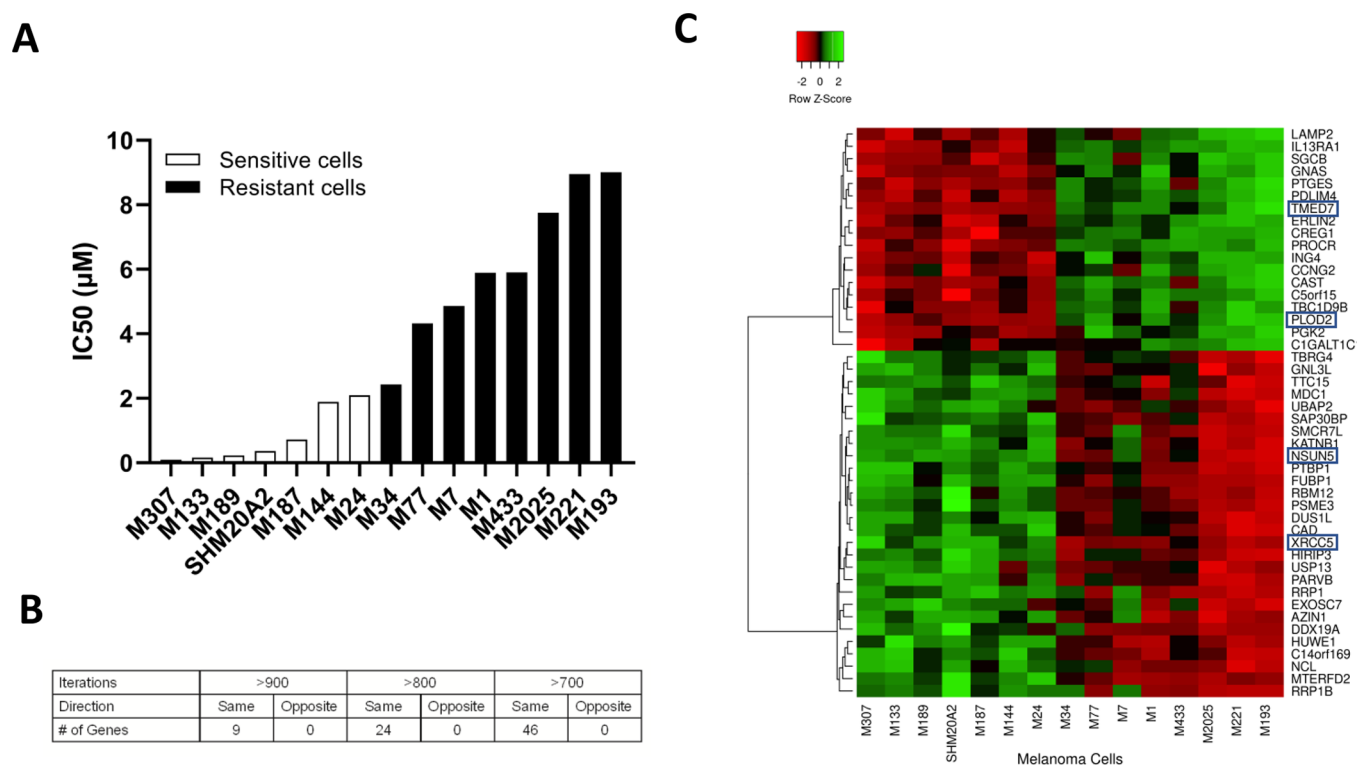 A
10
8
6
4
2
0
IC50 (µM)
Sensitive cells
Resistant cells
M307
M133
M189
SHM20A2
M187
M144
M24
M34
M77
M7
M1
M433
M2025
M221
M193
B
Iterations >900 >800 >700
Direction Same Opposite Same Opposite Same Opposite
# of Genes 9 0 24 0 46 0
C
-2 0 2
Row Z-Score
LAMP2
IL13RA1
SGCB
GNAS
PTGES
PDLIM4
TMED7
ERLIN2
CREG1
PROCR
ING4
CCNG2
CAST
C5orf15
TBC1D9B
PLOD2
PGK2
C1GALT1C
TBRG4
GNL3L
TTC15
MDC1
UBAP2
SAP30BP
SMCR7L
KATNB1
NSUN5
PTBP1
FUBP1
RBM12
PSME3
DUS1L
CAD
XRCC5
HIRIP3
USP13
PARVB
RRP1
EXOSC7
AZIN1
DDX19A
HUWE1
C14orf169
NCL
MTERFD2
RRP1B
M307
M133
M189
SHM20A2
M187
M144
M24
M34
M77
M7
M1
M433
M2025
M221
M193
Melanoma Cells